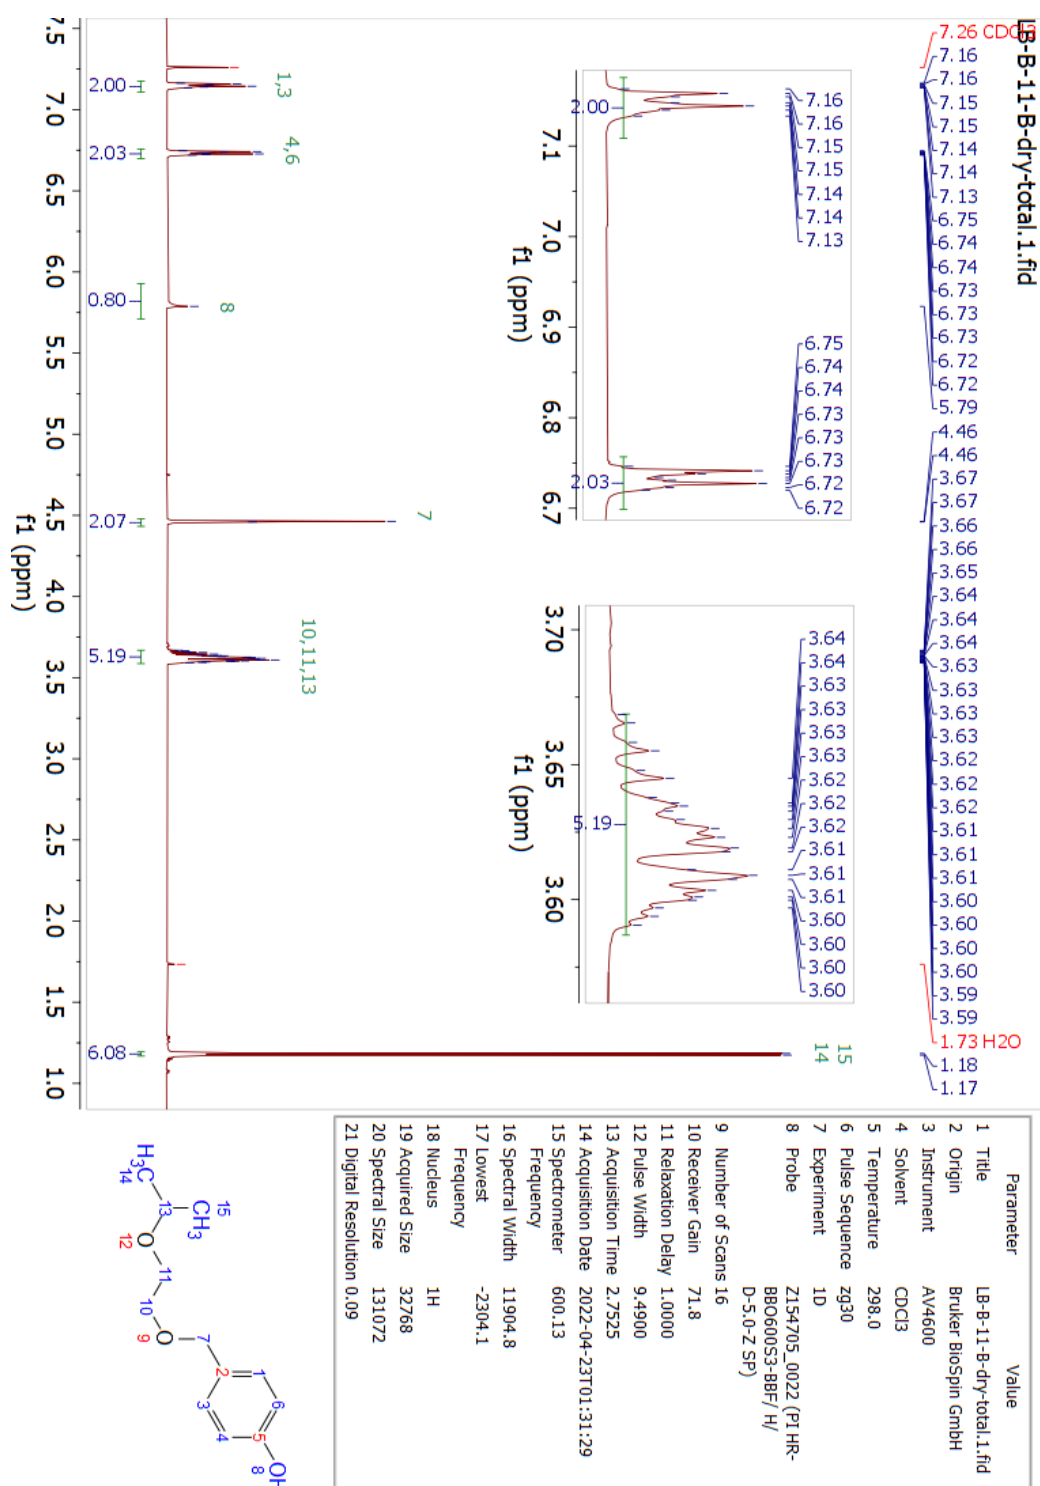 LB-B-11-B-dry-total.1.fid
7.26 CDCl3
7.16
7.16
7.15
7.15
7.14
7.14
7.13
6.75
6.74
6.74
6.73
6.73
6.73
6.72
6.72
5.79
4.46
4.46
3.67
3.67
3.66
3.66
3.65
3.64
3.64
3.64
3.63
3.63
3.63
3.63
3.62
3.62
3.62
3.61
3.61
3.61
3.60
3.60
3.60
3.60
3.59
3.59
1.73 H2O
1.18
1.17
7.16
7.16
7.15
7.15
7.14
7.14
7.13
6.75
6.74
6.74
6.73
6.73
6.73
6.72
6.72
2.00
2.03
7.1 7.0 6.9 6.8 6.7
f1 (ppm)
3.64
3.64
3.63
3.63
3.63
3.63
3.62
3.62
3.62
3.61
3.61
3.61
3.60
3.60
3.60
3.60
5.19
3.70 3.65 3.60
f1 (ppm)
1,3
4,6
8
7
10,11,13
15
14
2.00
2.03
0.80
2.07
5.19
6.08
7.5 7.0 6.5 6.0 5.5 5.0 4.5 4.0 3.5 3.0 2.5 2.0 1.5 1.0
f1 (ppm)
Parameter Value
1 Title LB-B-11-B-dry-total.1.fid
2 Origin Bruker BioSpin GmbH
3 Instrument AV4600
4 Solvent CDCl3
5 Temperature 298.0
6 Pulse Sequence zg30
7 Experiment 1D
8 Probe Z154705_0022 (PI HR-
BBO600S3-BBF/ H/
D-5.0-Z SP)
9 Number of Scans 16
10 Receiver Gain 71.8
11 Relaxation Delay 1.0000
12 Pulse Width 9.4900
13 Acquisition Time 2.7525
14 Acquisition Date 2022-04-23T01:31:29
15 Spectrometer 600.13
Frequency
16 Spectral Width 11904.8
17 Lowest -2304.1
Frequency
18 Nucleus 1H
19 Acquired Size 32768
20 Spectral Size 131072
21 Digital Resolution 0.09
15
CH3
H3C
14
13
O
12
11
10
O
9
7
2
1
6
3
4
5
OH
8